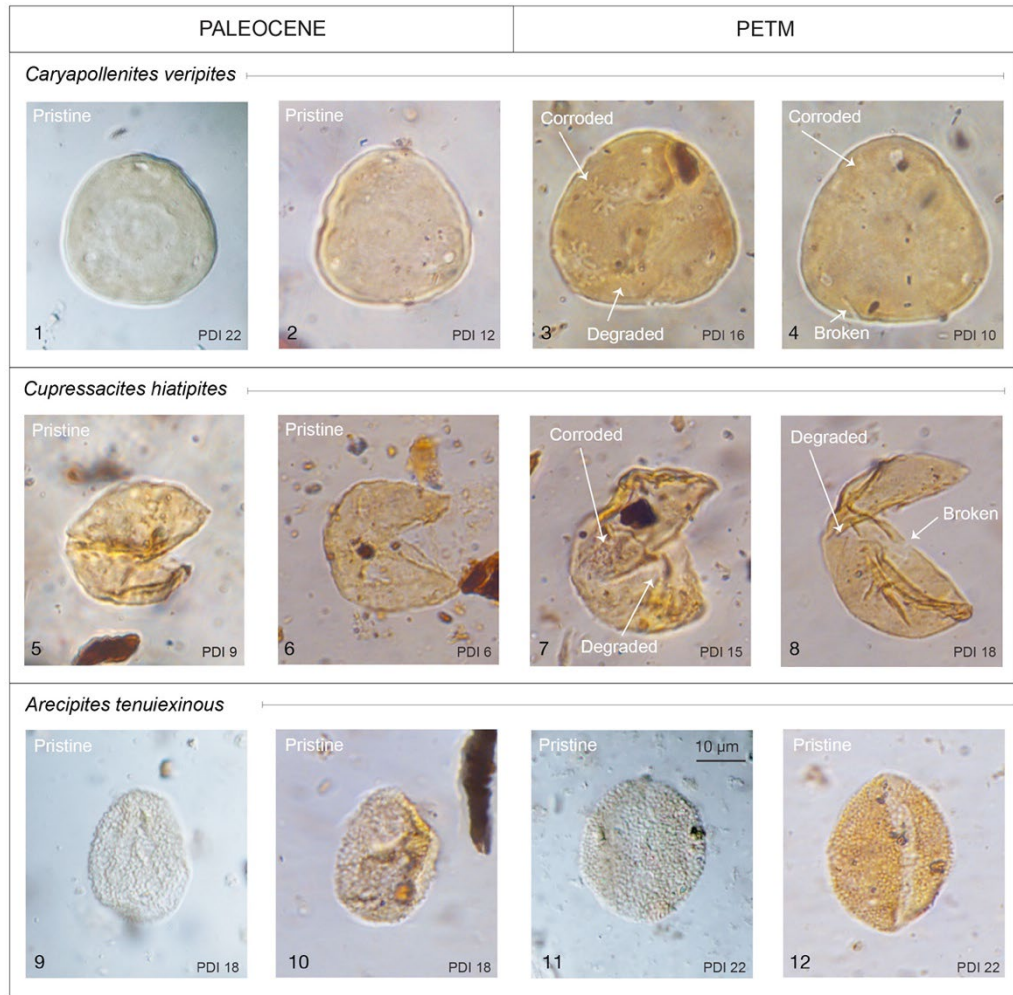 PALEOCENE PETM
Caryapollenites veripites
Pristine Pristine Corroded Corroded
Degraded Broken
1 PDI 22 2 PDI 12 3 PDI 16 4 PDI 10
Cupressacites hiatipites
Pristine Pristine Corroded Degraded
Broken
Degraded
5 PDI 9 6 PDI 6 7 PDI 15 8 PDI 18
Arecipites tenuiexinous
Pristine Pristine Pristine 10 µm Pristine
9 PDI 18 10 PDI 18 11 PDI 22 12 PDI 22